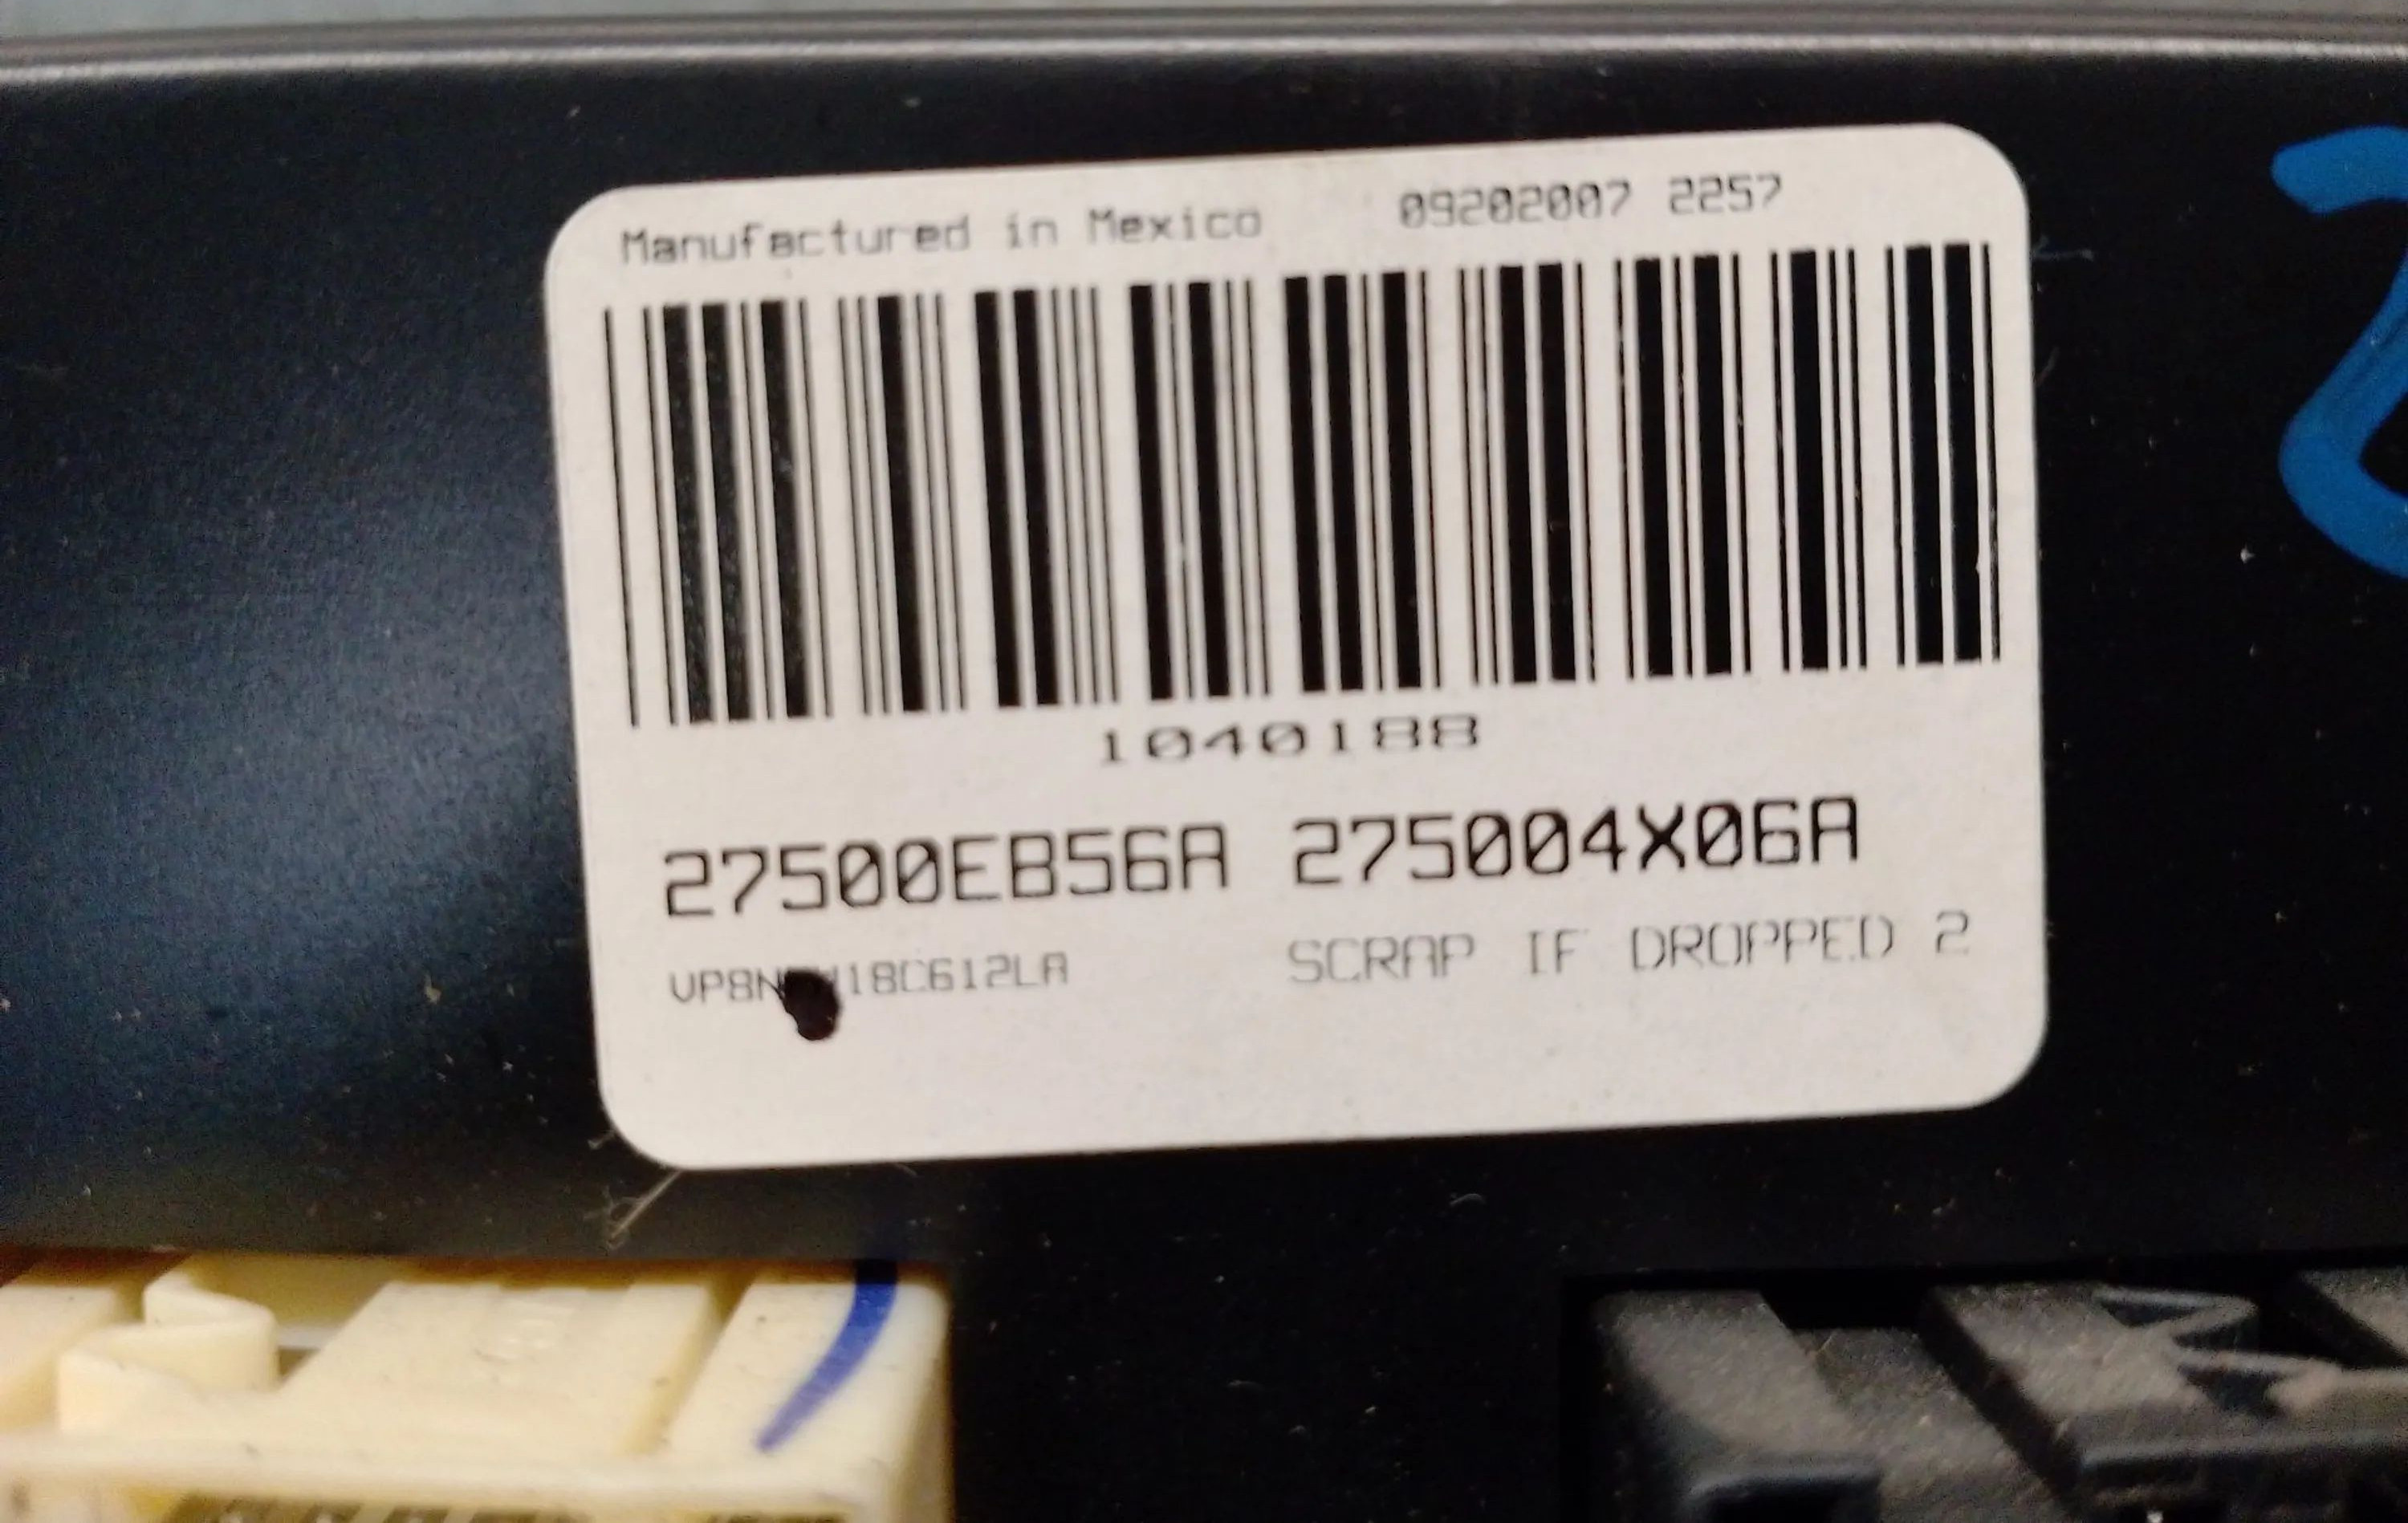 Manufactured in Mexico 09202007 2257
1040188
27500EB56A 275004X06A
SCRAP IF DROPPED 2